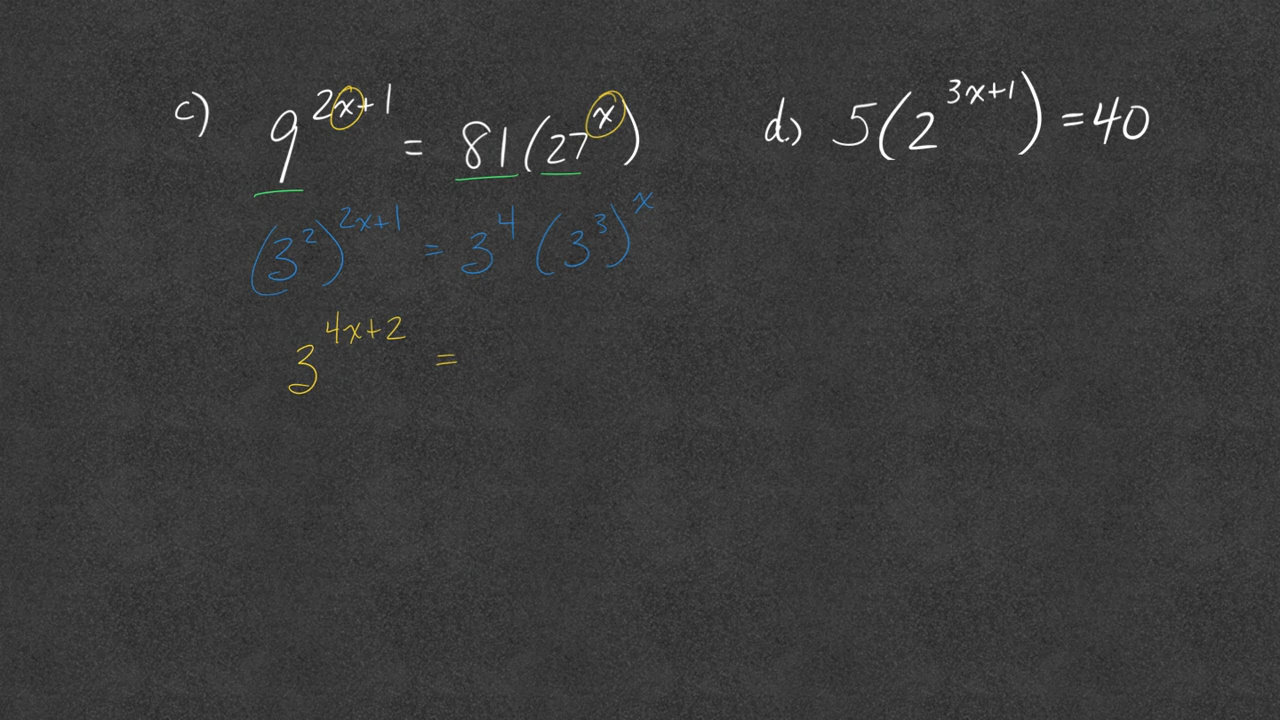 c) 9^{2x+1} = 81(27^{x})
(3^{2})^{2x+1} = 3^{4} (3^{3})^{x}
3^{4x+2} =
d.) 5(2^{3x+1}) = 40